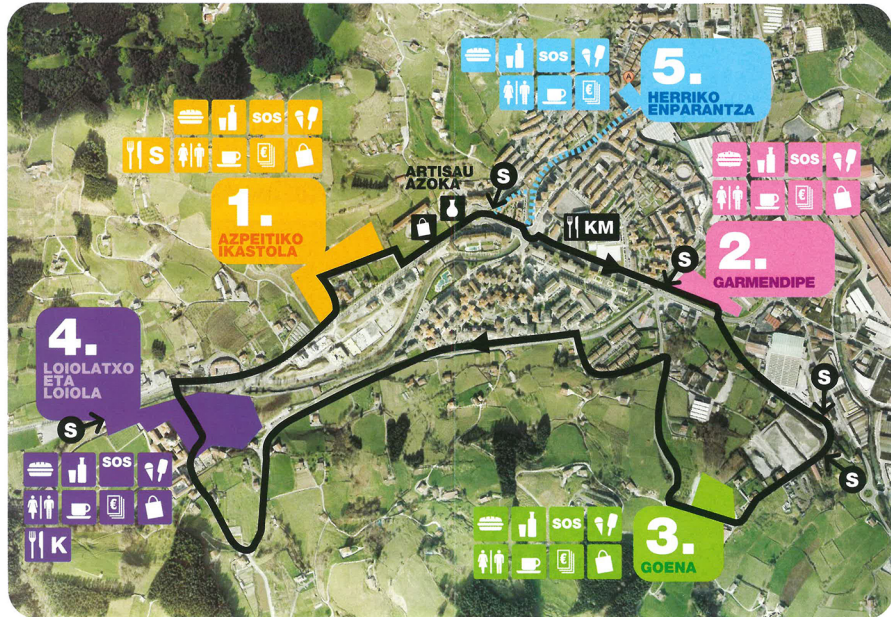 SOS
5.
HERRIKO
ENPARANTZA
SOS
S
1.
AZPEITIKO
IKASTOLA
ARTISAU
AZOKA
S
KM
SOS
S
2.
GARMENDIPE
4.
LOIOLATXO
ETA
LOIOLA
S
SOS
K
S
S
SOS
3.
GOENA